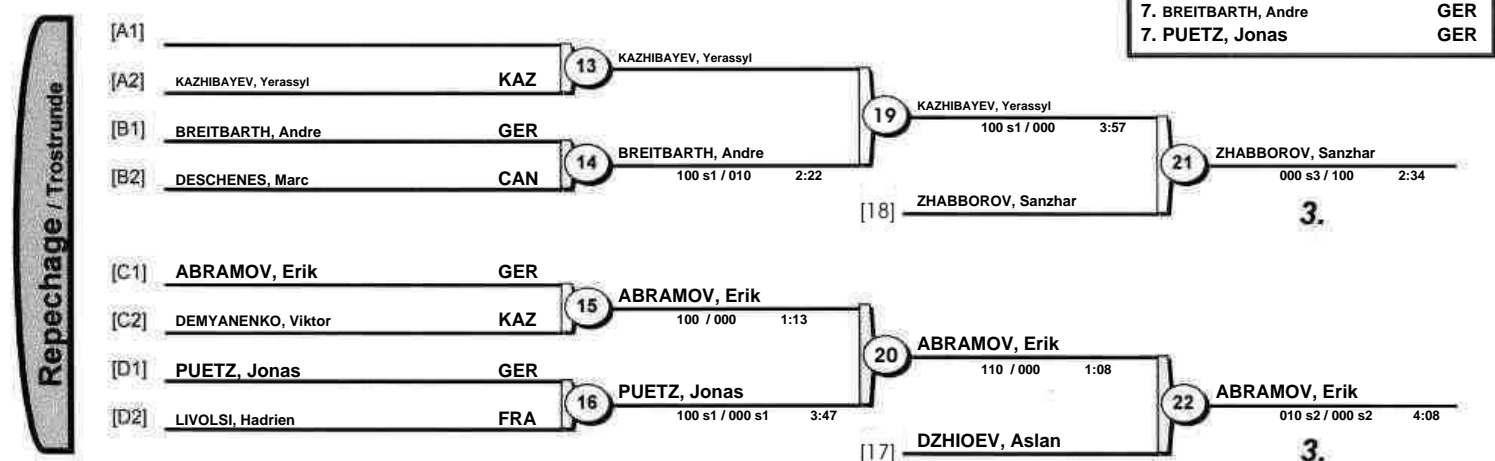 7. BREITBARTH, Andre GER
7. PUETZ, Jonas GER
Repechage / Trostrunde
[A1]
[A2] KAZHIBAYEV, Yerassyl KAZ
13 KAZHIBAYEV, Yerassyl
[B1] BREITBARTH, Andre GER
[B2] DESCHENES, Marc CAN
14 BREITBARTH, Andre
100 s1 / 010 2:22
19 KAZHIBAYEV, Yerassyl
100 s1 / 000 3:57
[18] ZHABBOROV, Sanzhar
21 ZHABBOROV, Sanzhar
000 s3 / 100 2:34
3.
[C1] ABRAMOV, Erik GER
[C2] DEMYANENKO, Viktor KAZ
15 ABRAMOV, Erik
100 / 000 1:13
[D1] PUETZ, Jonas GER
[D2] LIVOLSI, Hadrien FRA
16 PUETZ, Jonas
100 s1 / 000 s1 3:47
20 ABRAMOV, Erik
110 / 000 1:08
[17] DZHIOEV, Aslan
22 ABRAMOV, Erik
010 s2 / 000 s2 4:08
3.